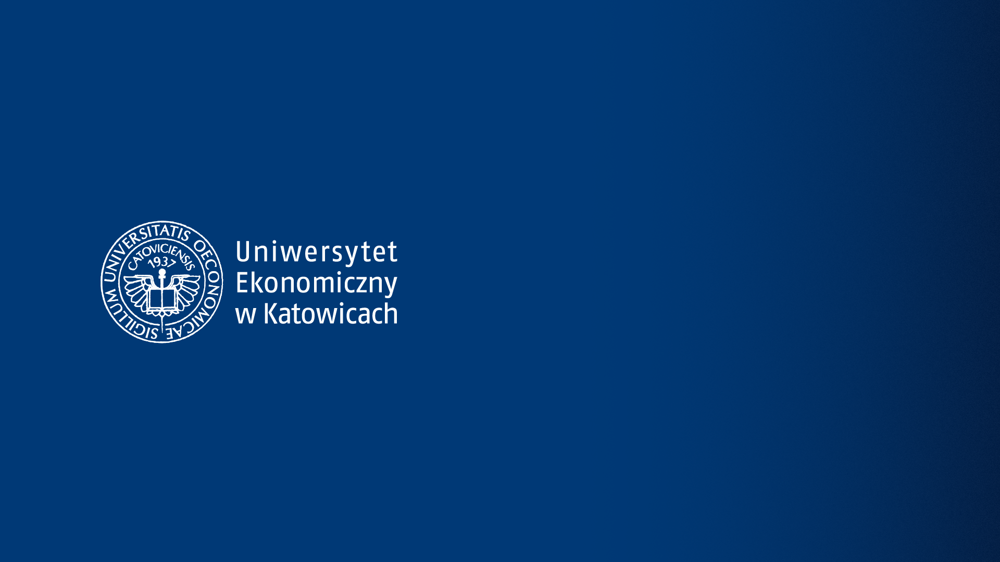 SIGILLUM UNIVERSITATIS OECONOMICAE
CATOVICIENSIS
1937
Uniwersytet
Ekonomiczny
w Katowicach